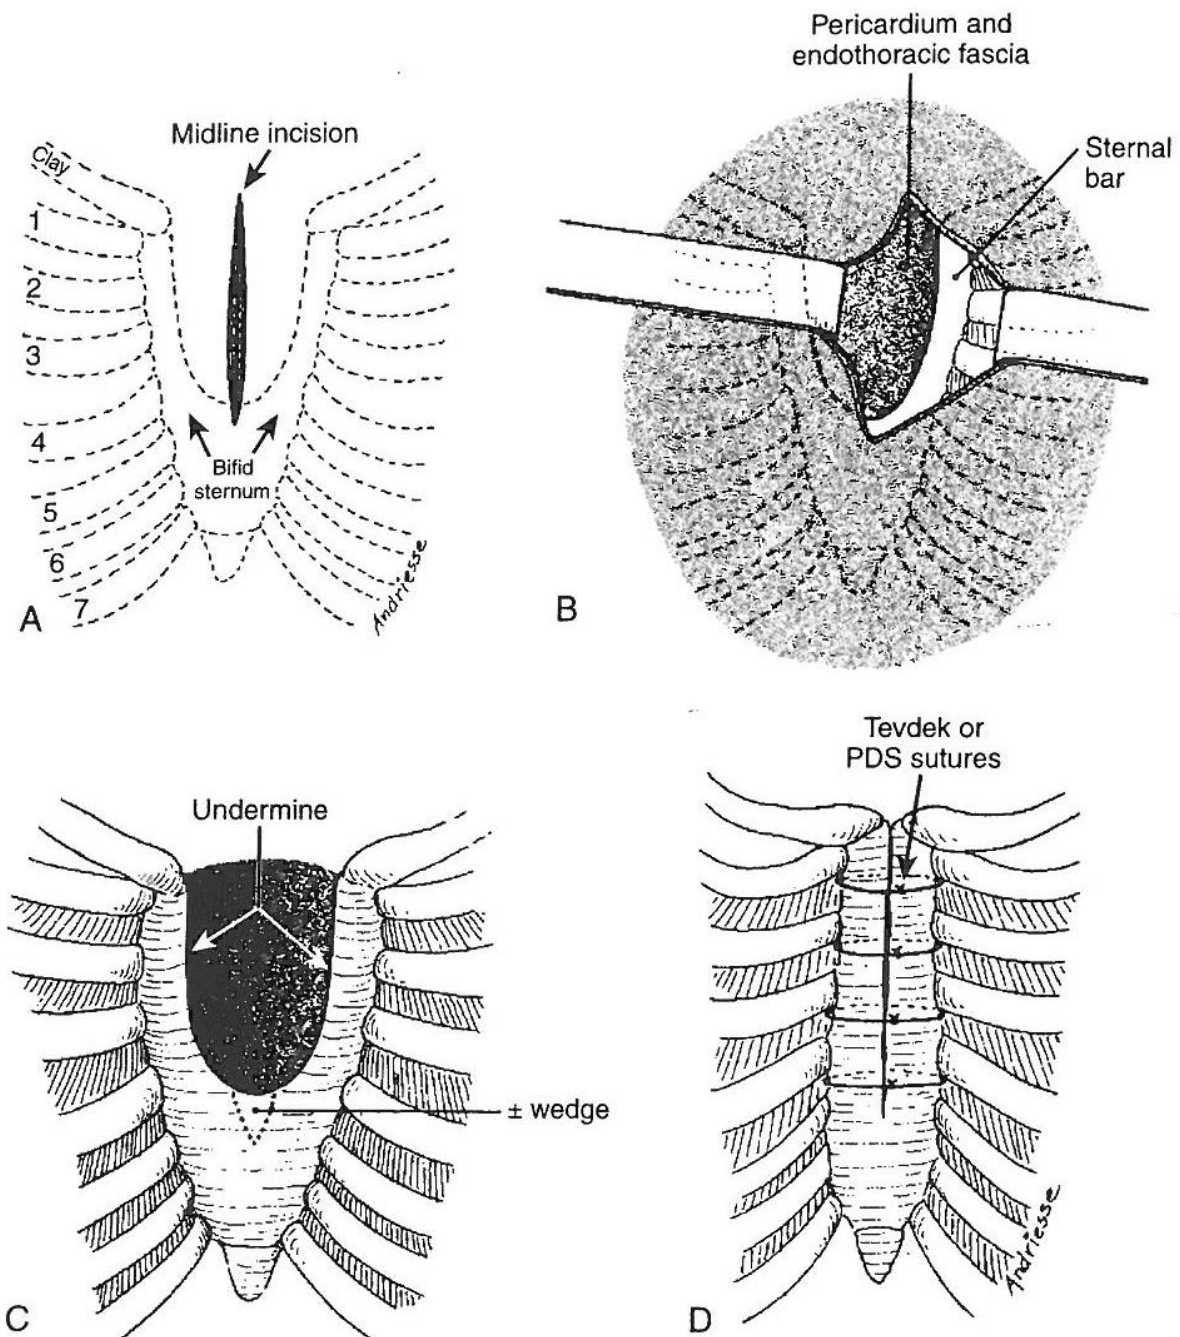 Pericardium and
endothoracic fascia
Midline incision
Sternal
bar
Clay
1
2
3
4
5
6
7
Bifid
sternum
Andriesse
A
B
Tevdek or
PDS sutures
Undermine
± wedge
Andriesse
C
D